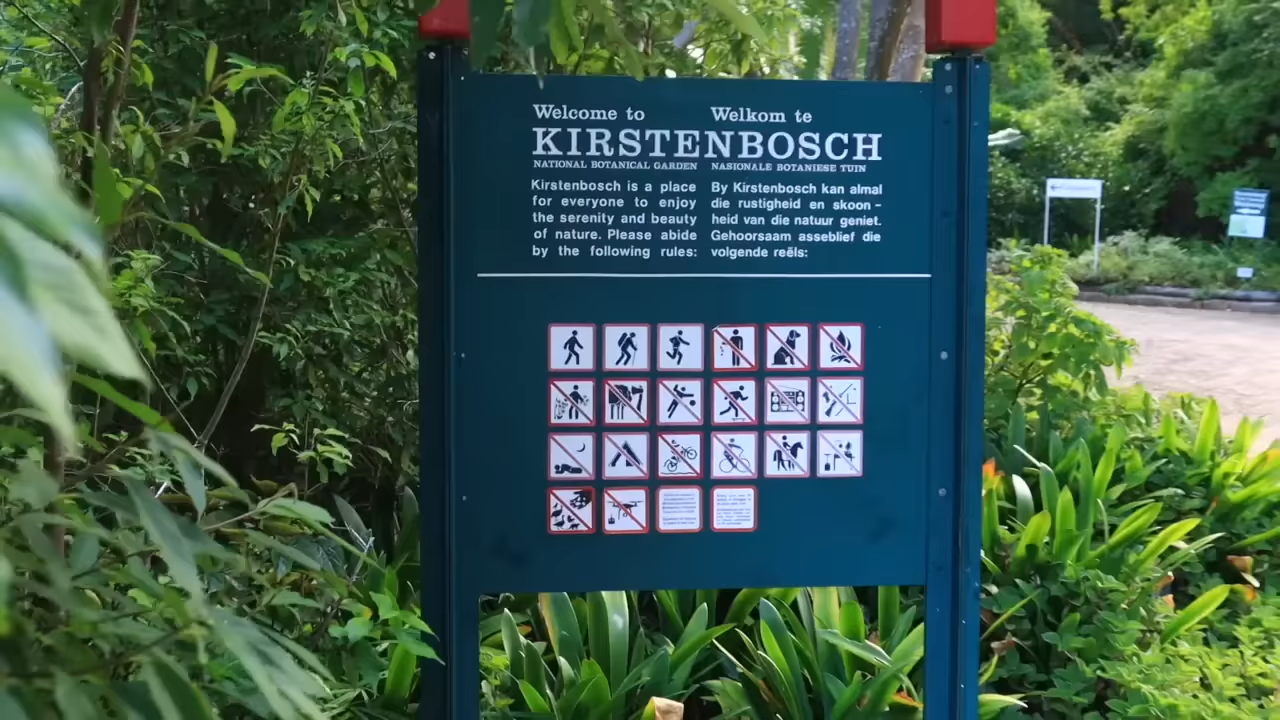 Welcome to Welkom te
KIRSTENBOSCH
NATIONAL BOTANICAL GARDEN NASIONALE BOTANIESE TUIN
Kirstenbosch is a place
for everyone to enjoy
the serenity and beauty
of nature. Please abide
by the following rules:
By Kirstenbosch kan almal
die rustigheid en skoon-
heid van die natuur geniet.
Gehoorsaam asseblief die
volgende reëls: